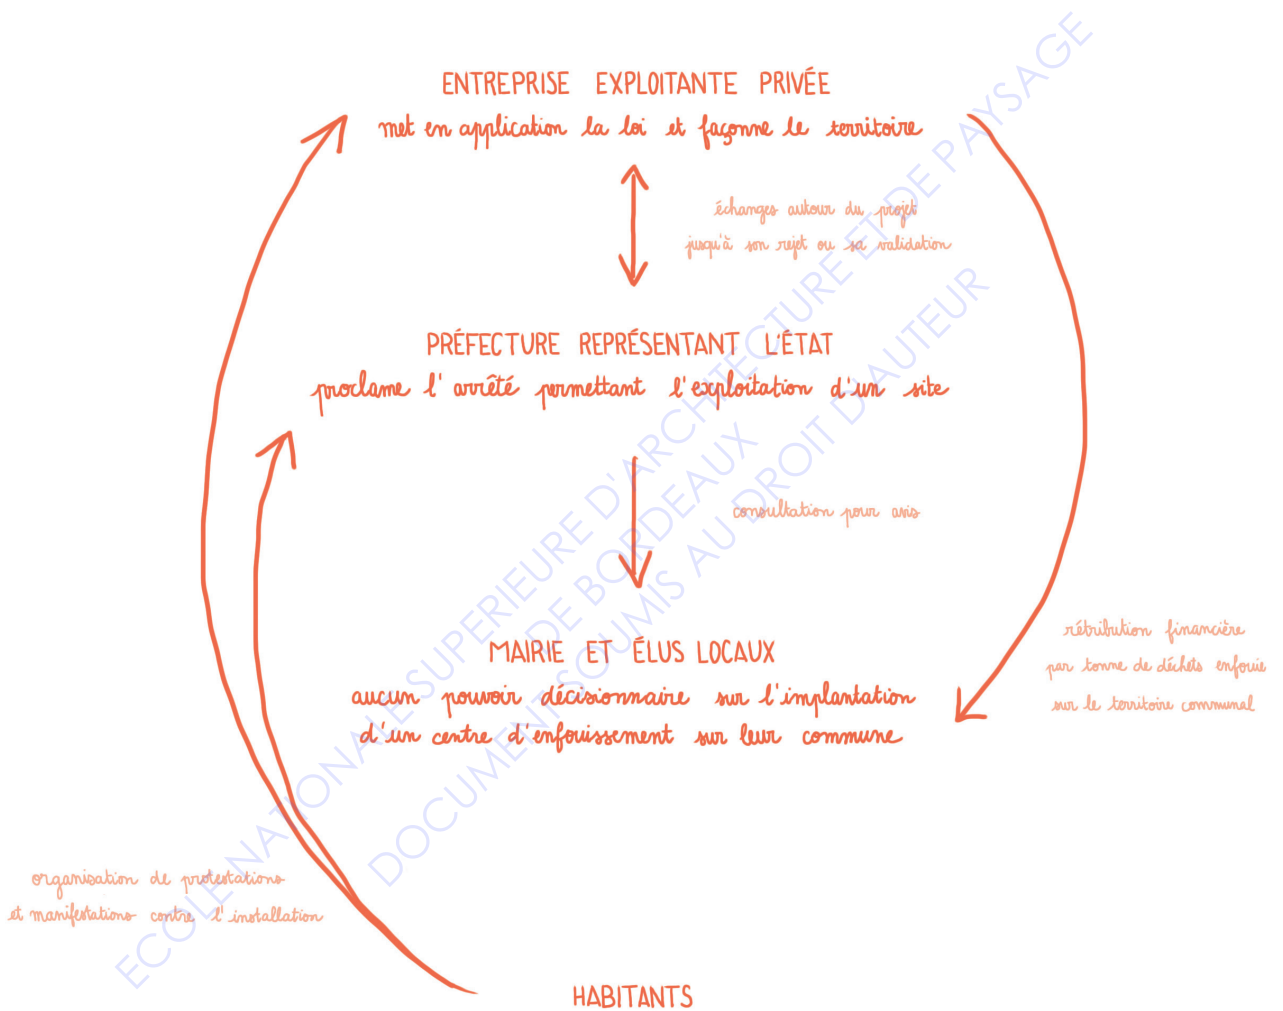 ENTREPRISE EXPLOITANTE PRIVÉE
met en application la loi et façonne le territoire
échanges autour du projet
jusqu'à son rejet ou sa validation
PRÉFECTURE REPRÉSENTANT L'ÉTAT
proclame l'arrêté permettant l'exploitation d'un site
consultation pour avis
MAIRIE ET ÉLUS LOCAUX
aucun pouvoir décisionnaire sur l'implantation
d'un centre d'enfouissement sur leur commune
rétribution financière
par tonne de déchets enfouie
sur le territoire communal
organisation de protestations
et manifestations contre l'installation
HABITANTS
ECOLE NATIONALE SUPERIEURE D'ARCHITECTURE ET DE PAYSAGE
DE BORDEAUX
DOCUMENT SOUMIS AU DROIT D'AUTEUR